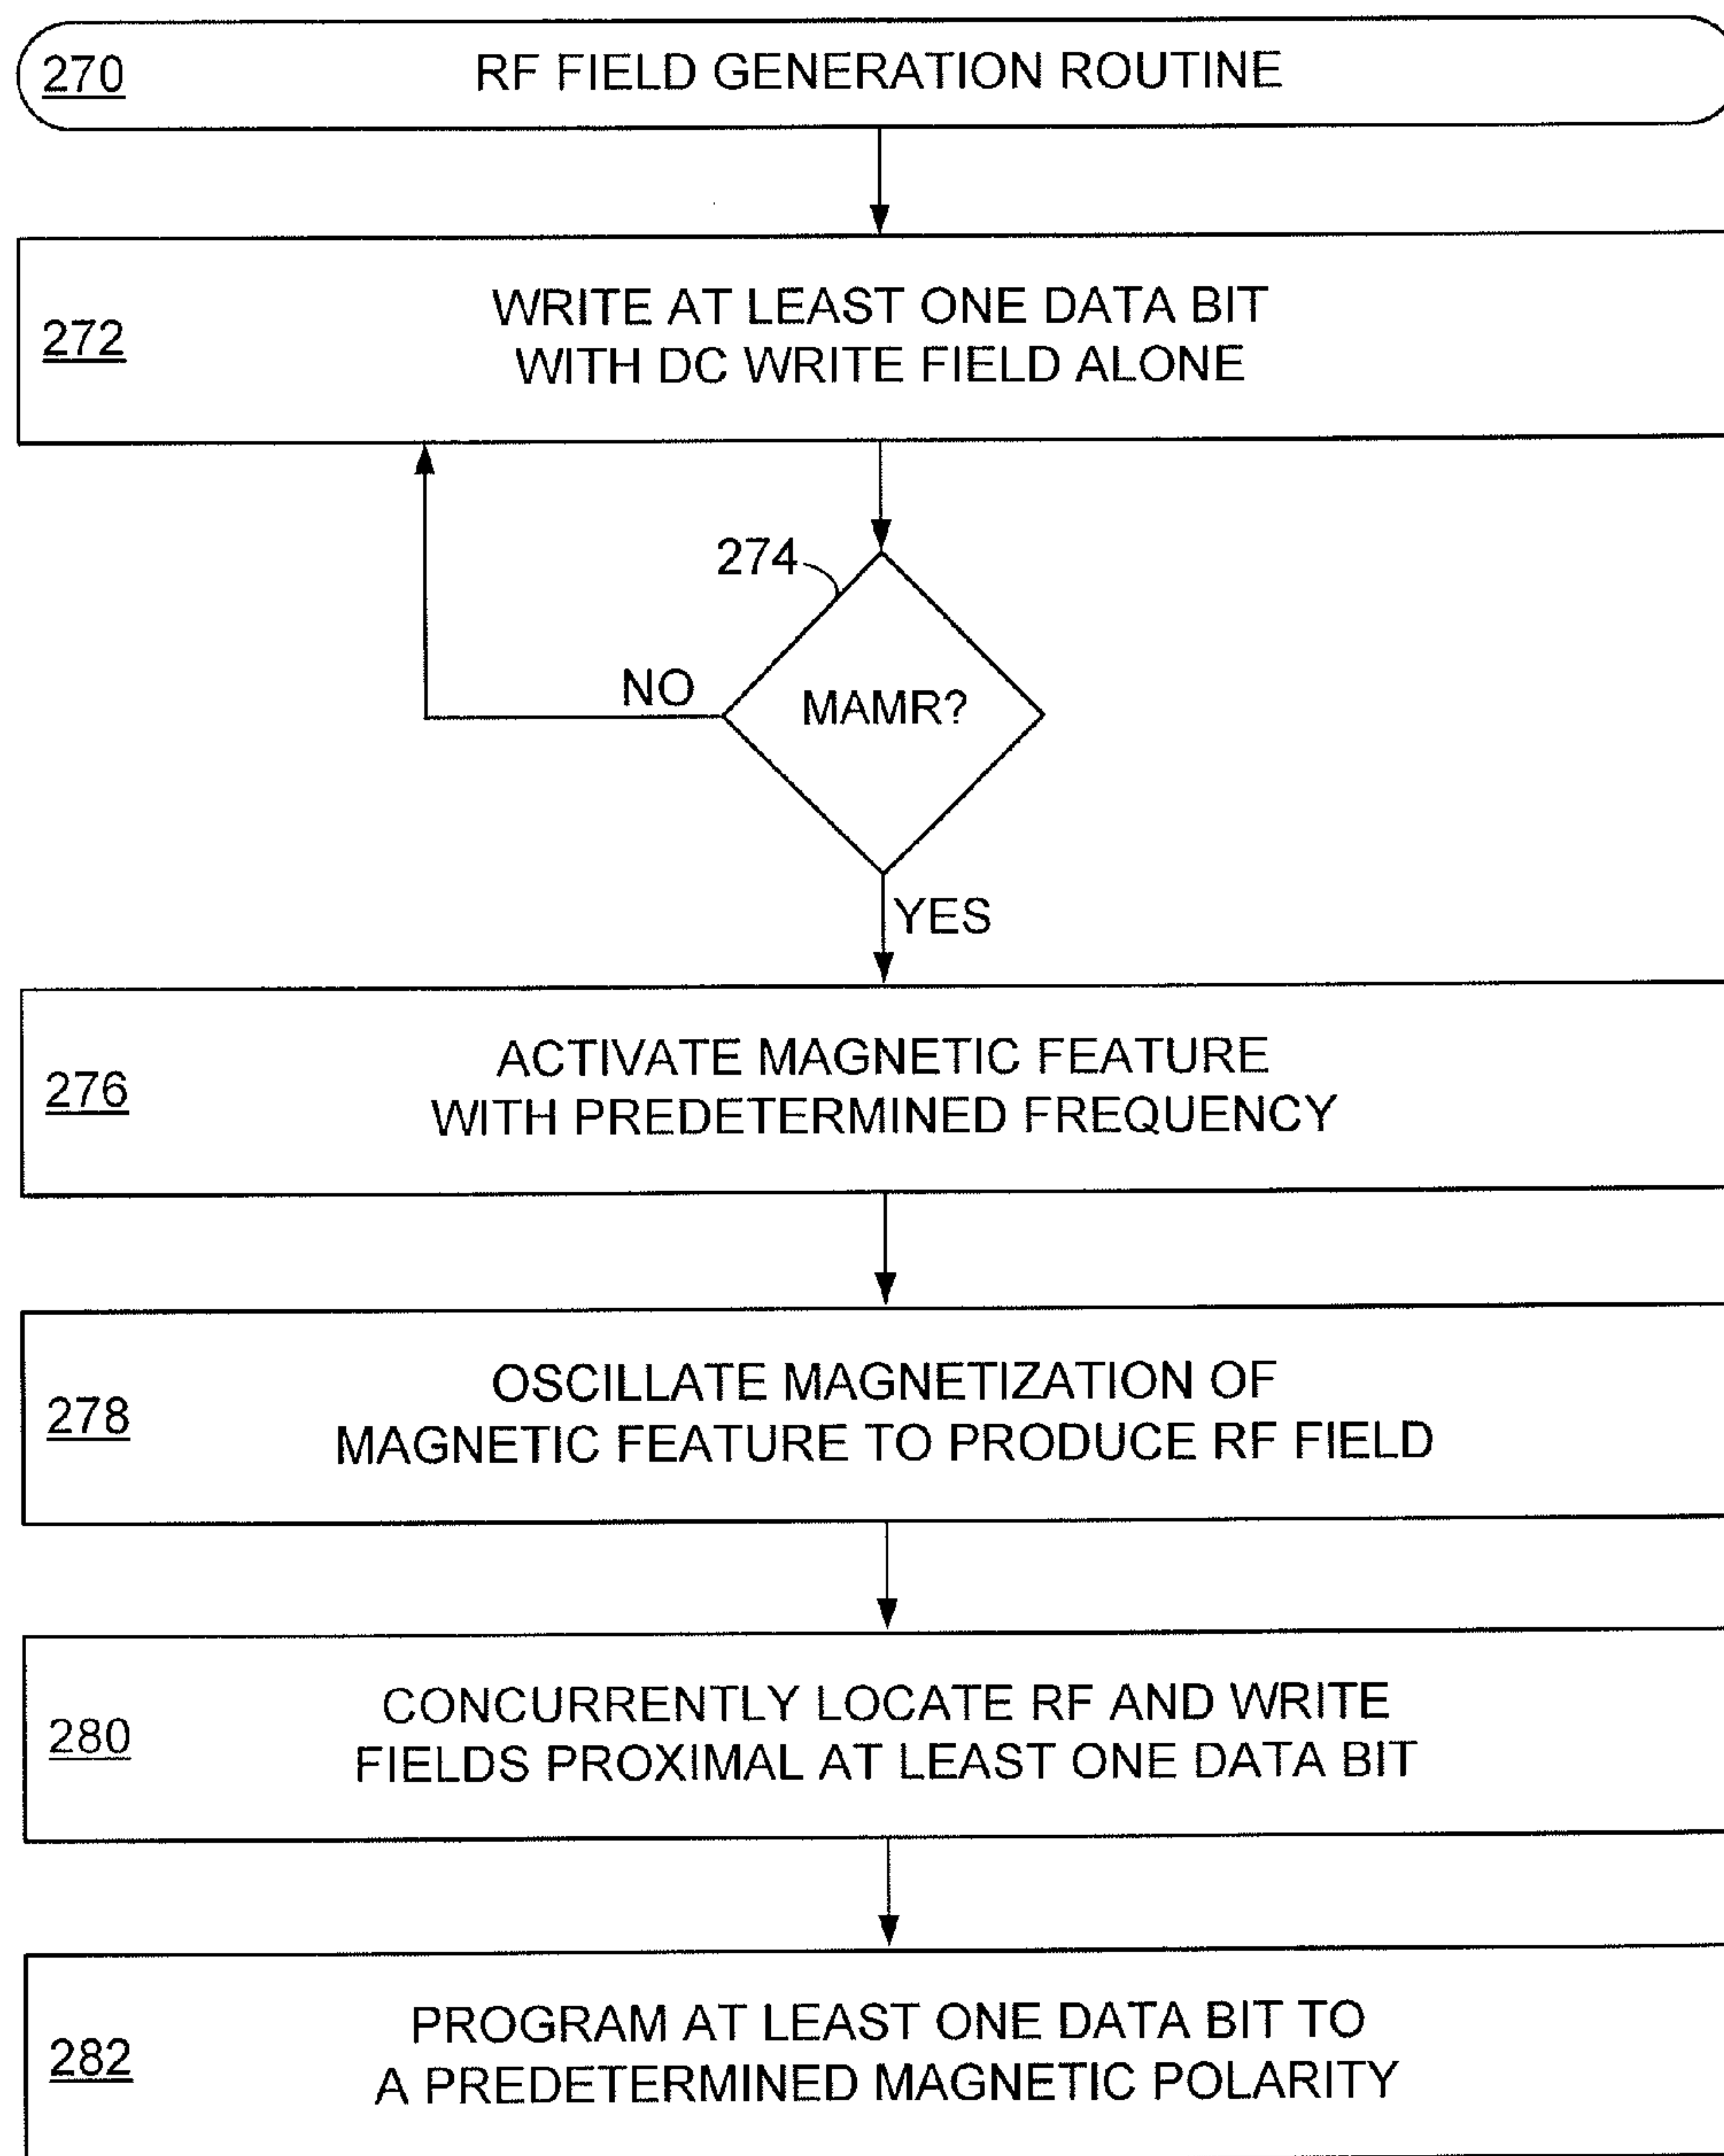 270 RF FIELD GENERATION ROUTINE
WRITE AT LEAST ONE DATA BIT
272
WITH DC WRITE FIELD ALONE
274
NO
MAMR?
YES
ACTIVATE MAGNETIC FEATURE
276
WITH PREDETERMINED FREQUENCY
OSCILLATE MAGNETIZATION OF
278
MAGNETIC FEATURE TO PRODUCE RF FIELD
CONCURRENTLY LOCATE RF AND WRITE
280
FIELDS PROXIMAL AT LEAST ONE DATA BIT
PROGRAM AT LEAST ONE DATA BIT TO
282
A PREDETERMINED MAGNETIC POLARITY